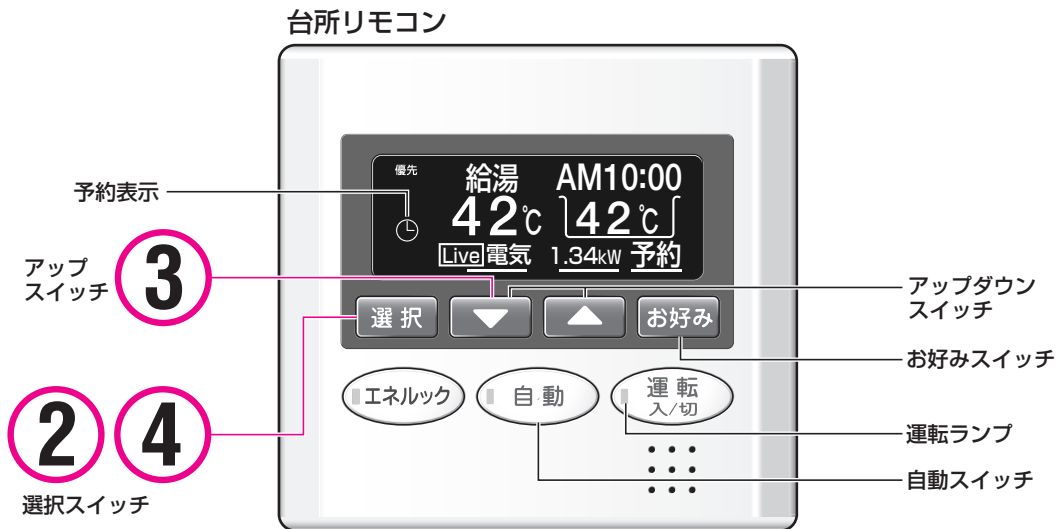 台所リモコン
優先
給湯 AM10:00
42℃ 42℃
Live 電気 1.34kW 予約
予約表示
アップ
スイッチ
3
選択 ▼ ▲ お好み
アップダウン
スイッチ
お好みスイッチ
エネルック 自動 運転
入/切
2 4
選択スイッチ
運転ランプ
自動スイッチ